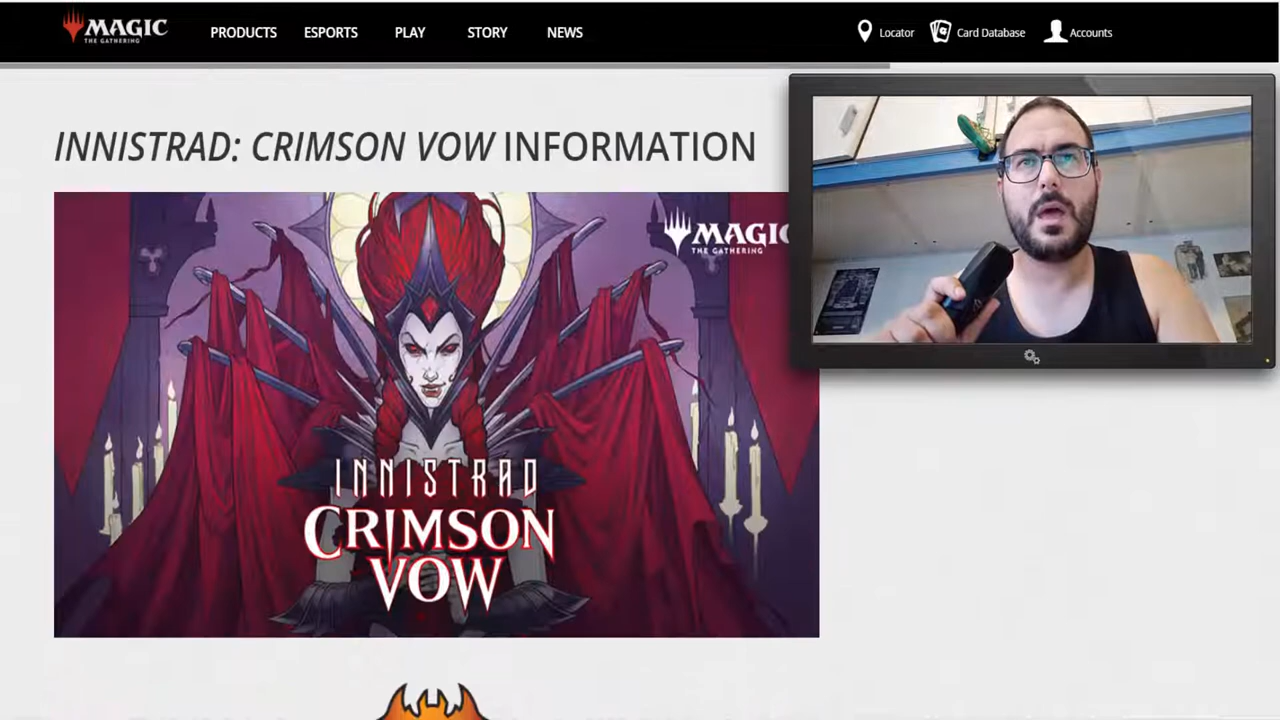 MAGIC
THE GATHERING
PRODUCTS ESPORTS PLAY STORY NEWS
Locator Card Database Accounts
INNISTRAD: CRIMSON VOW INFORMATION
MAGIC
THE GATHERING
INNISTRAD
CRIMSON
VOW